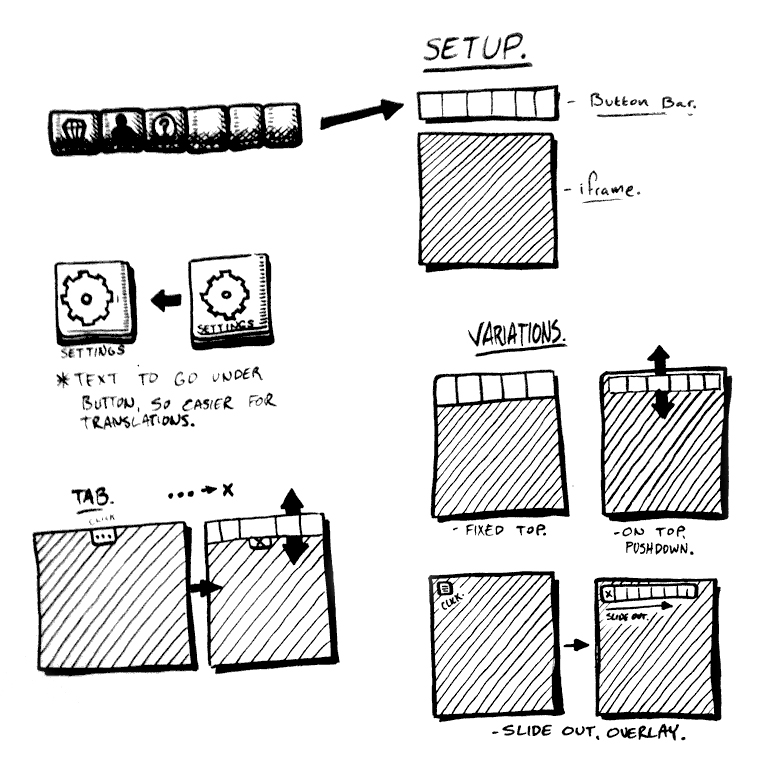 SETUP.
- Button Bar.
- iframe.
?
SETTINGS
SETTINGS
* TEXT TO GO UNDER
BUTTON, SO EASIER FOR
TRANSLATIONS.
VARIATIONS.
- FIXED TOP.
- ON TOP,
PUSHDOWN.
TAB.
... → X
CLICK
...
X
CLICK.
X
SLIDE OUT.
- SLIDE OUT, OVERLAY.